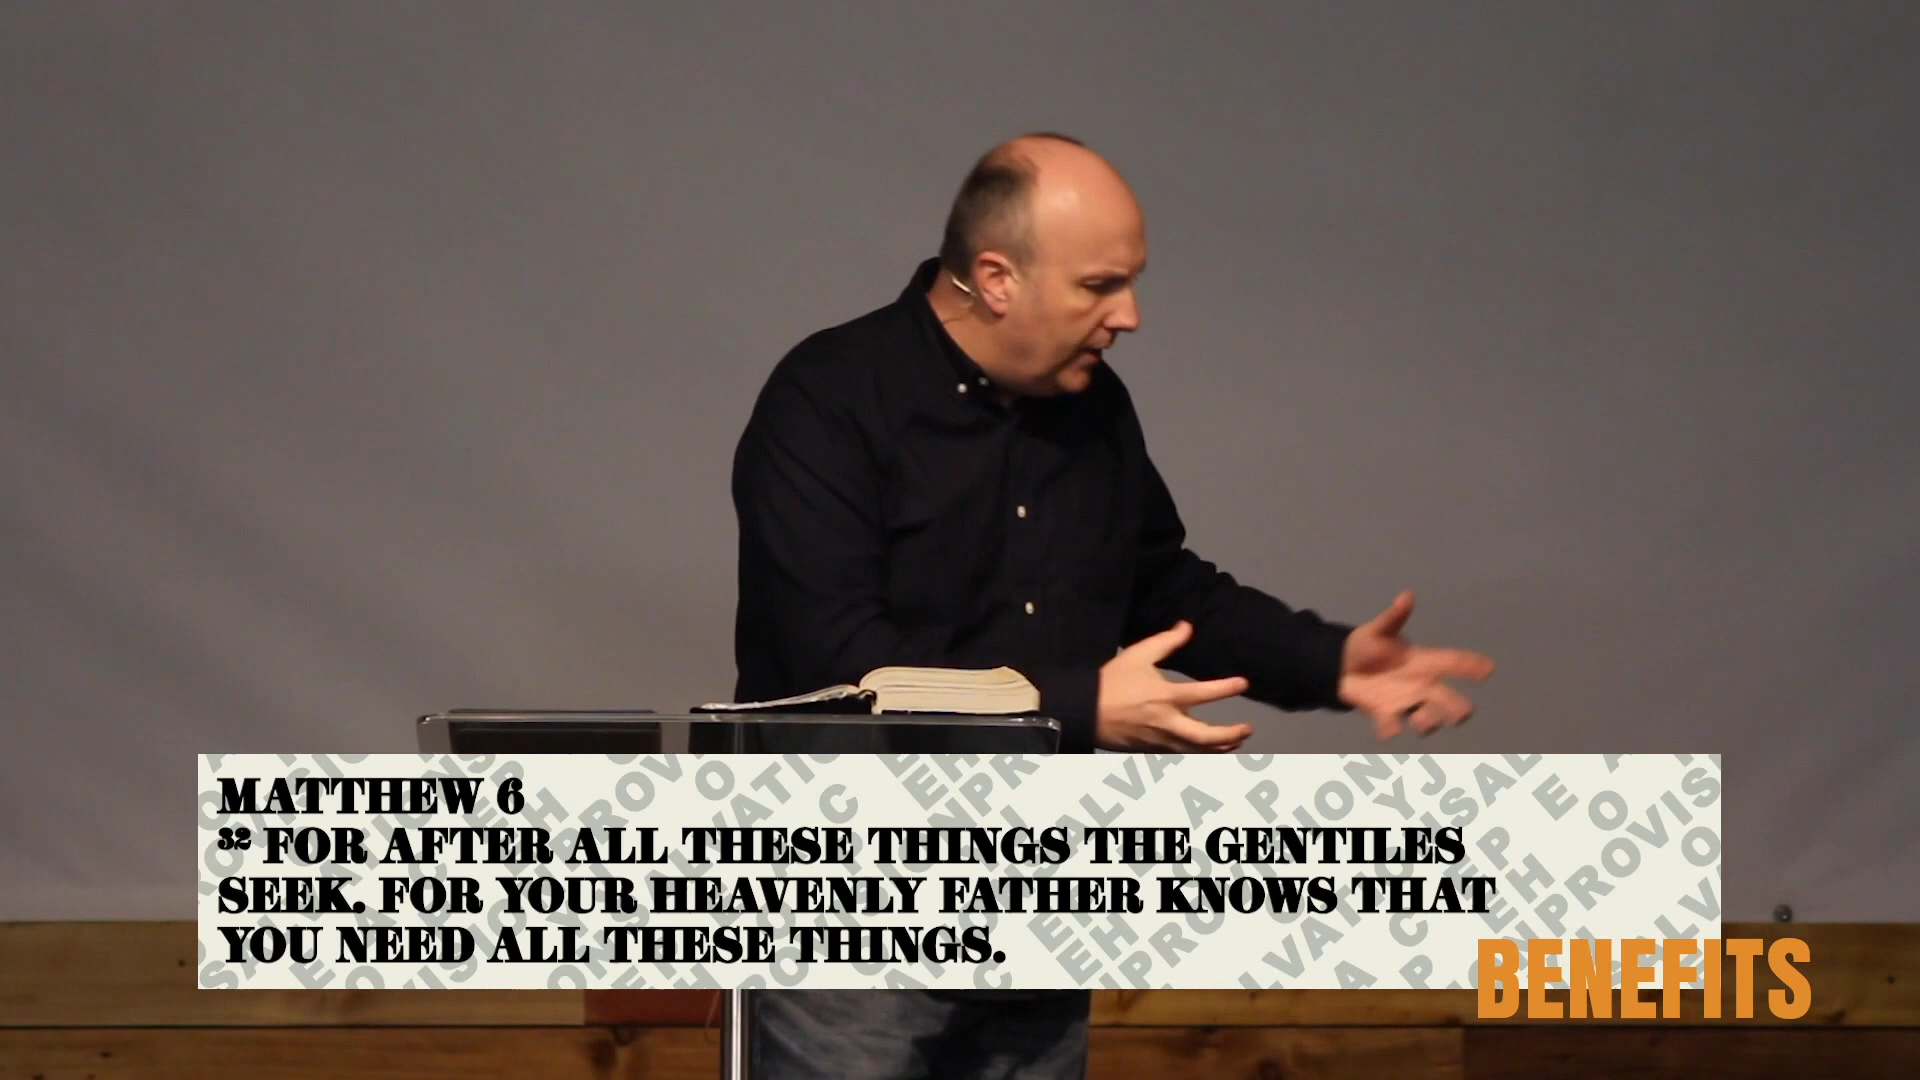 MATTHEW 6
³² FOR AFTER ALL THESE THINGS THE GENTILES
SEEK. FOR YOUR HEAVENLY FATHER KNOWS THAT
YOU NEED ALL THESE THINGS.
BENEFITS